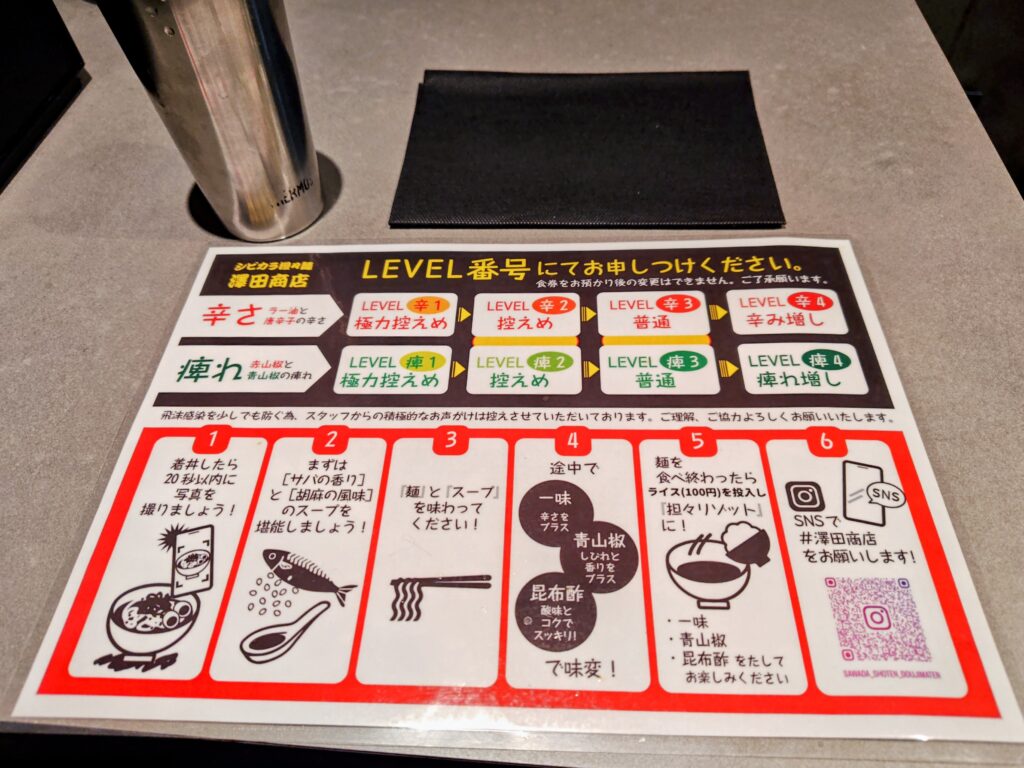 THERMOS
シビカラ担々麺
澤田商店
LEVEL番号にてお申しつけください。
食券をお預かり後の変更はできません。ご了承願います。
辛さ ラー油と
唐辛子の辛さ
LEVEL 辛1
極力控えめ
LEVEL 辛2
控えめ
LEVEL 辛3
普通
LEVEL 辛4
辛み増し
痺れ 赤山椒と
青山椒の痺れ
LEVEL 痺1
極力控えめ
LEVEL 痺2
控えめ
LEVEL 痺3
普通
LEVEL 痺4
痺れ増し
飛沫感染を少しでも防ぐ為、スタッフからの積極的なお声がけは控えさせていただいております。ご理解、ご協力よろしくお願いいたします。
1
着丼したら
20秒以内に
写真を
撮りましょう!
2
まずは
[サバの香り]
と[胡麻の風味]
のスープを
堪能しましょう!
3
『麺』と『スープ』
を味わって
ください!
4
途中で
一味
辛さを
プラス
青山椒
しびれと
香りを
プラス
昆布酢
酸味と
コクで
スッキリ!
で味変!
5
麺を
食べ終わったら
ライス(100円)を投入し
『担々リゾット』
に!
・一味
・青山椒
・昆布酢 をたして
お楽しみください
6
SNS
SNSで
#澤田商店
をお願いします!
SAWADA_SHOTEN_DOUJIMATEN